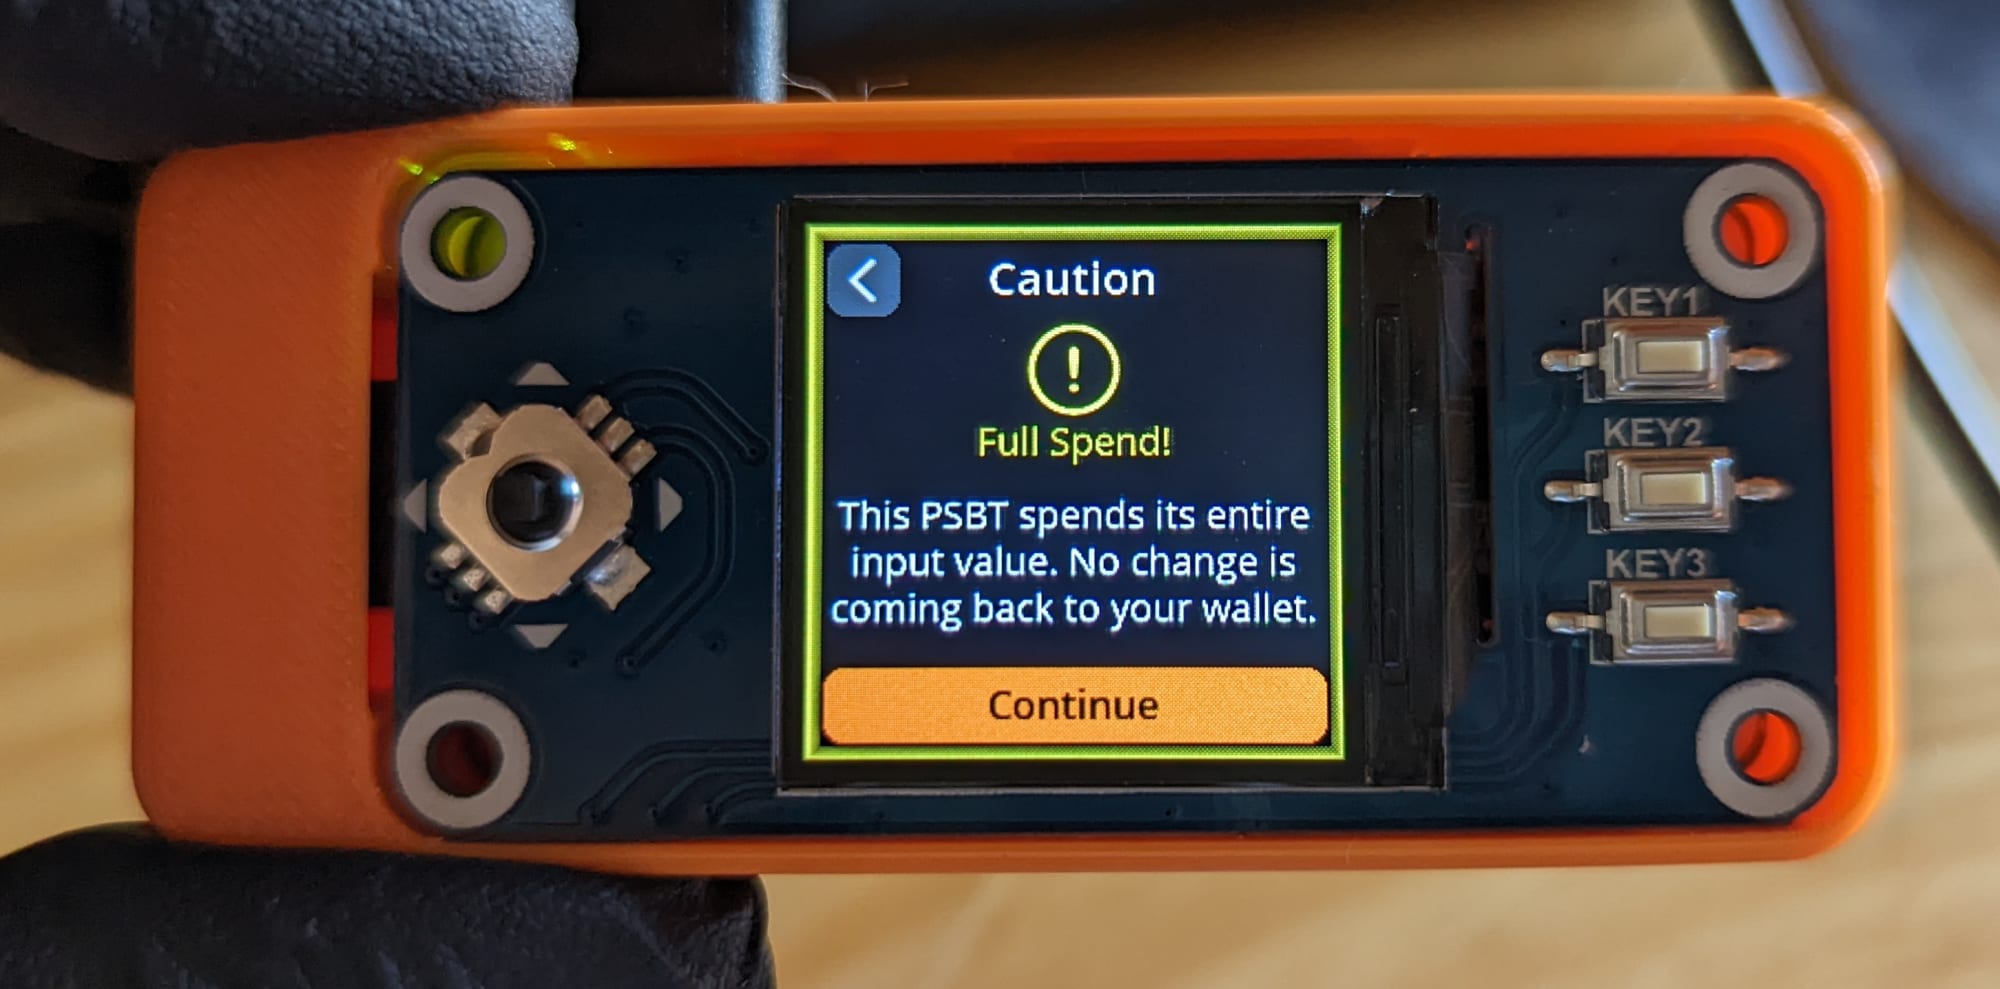 Caution
Full Spend!
This PSBT spends its entire
input value. No change is
coming back to your wallet.
Continue
KEY1
KEY2
KEY3